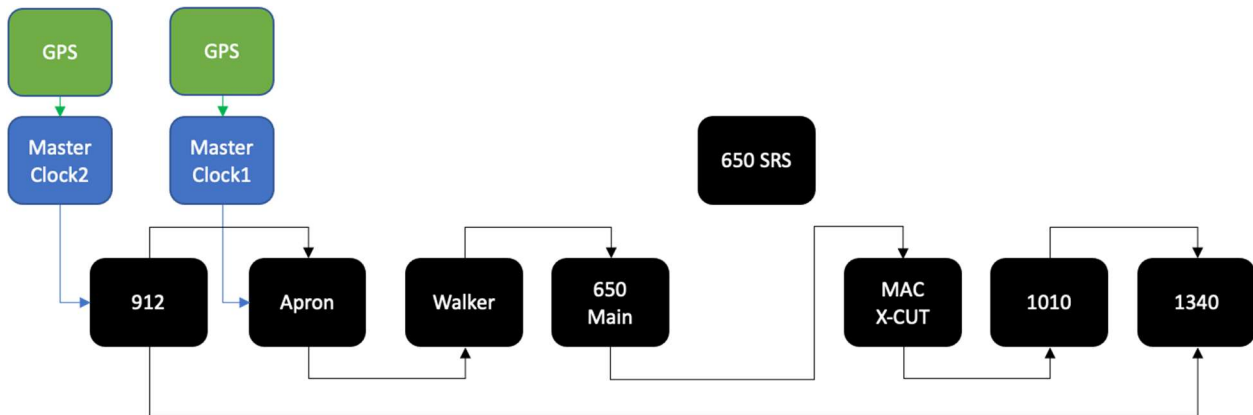 GPS
GPS
Master
Clock2
Master
Clock1
650 SRS
912
Apron
Walker
650
Main
MAC
X-CUT
1010
1340